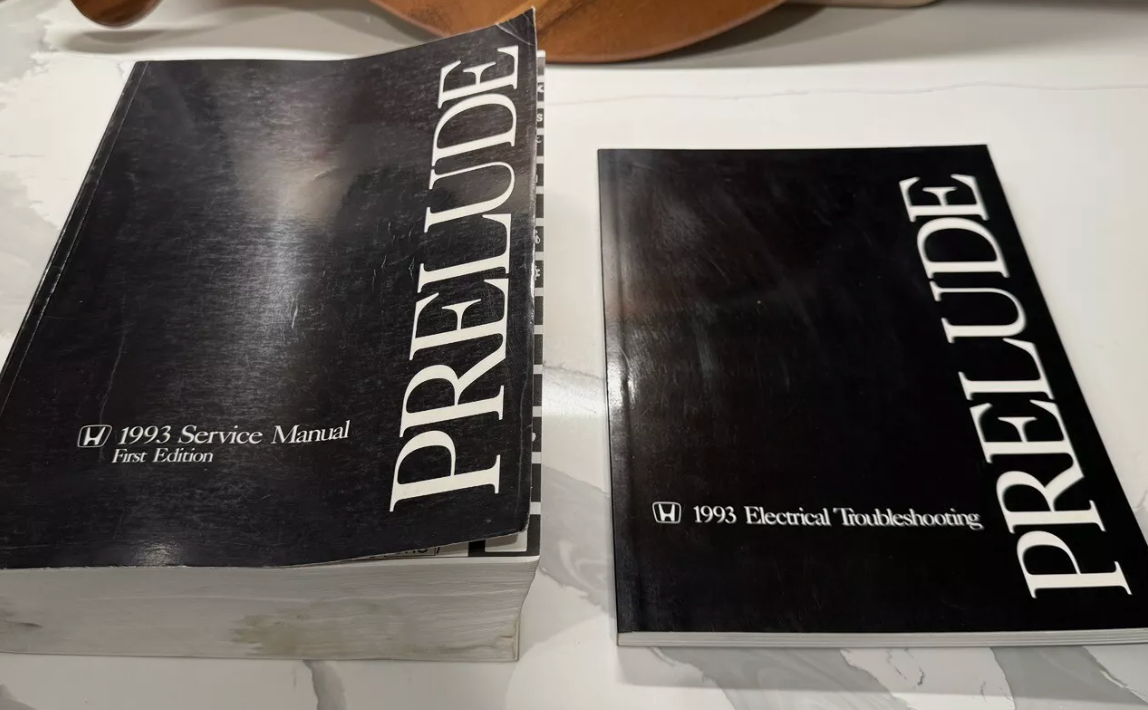 PRELUDE
1993 Service Manual
First Edition
PRELUDE
1993 Electrical Troubleshooting